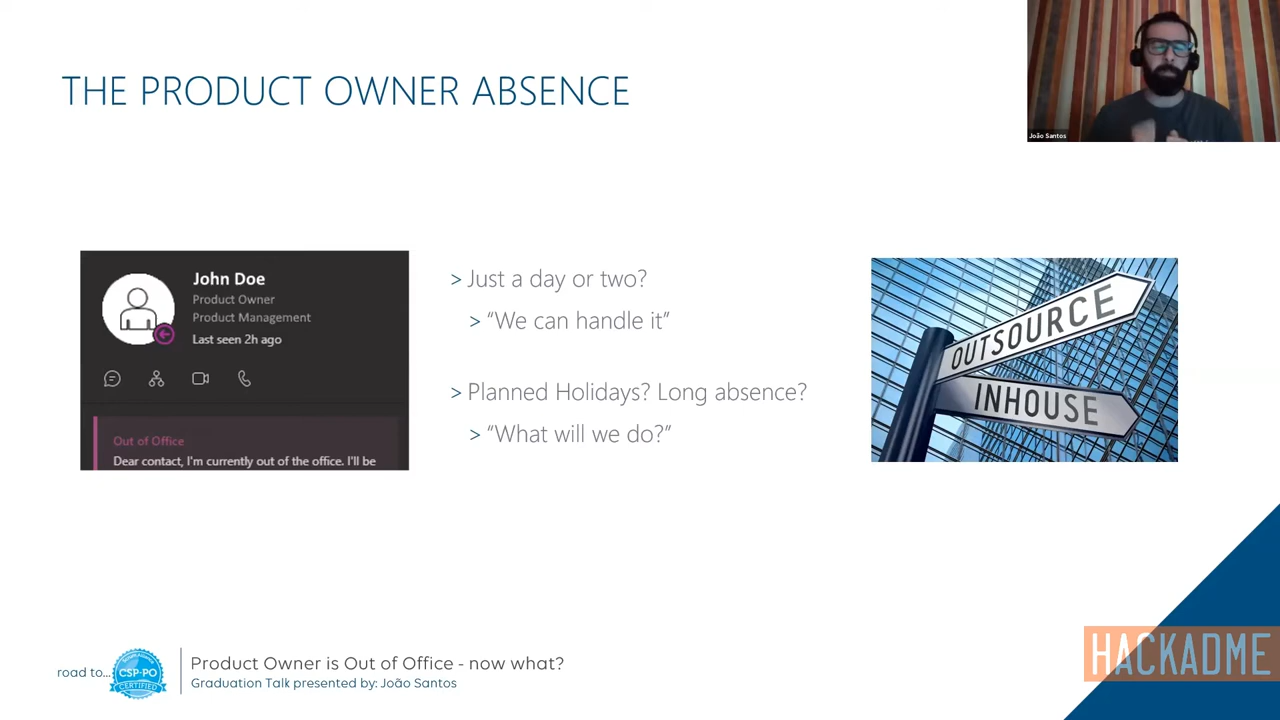 THE PRODUCT OWNER ABSENCE
João Santos
John Doe
Product Owner
Product Management
Last seen 2h ago
Out of Office
Dear contact, I'm currently out of the office. I'll be
> Just a day or two?
> “We can handle it”
> Planned Holidays? Long absence?
> “What will we do?”
OUTSOURCE
INHOUSE
road to...
CSP-PO
CERTIFIED
Product Owner is Out of Office - now what?
Graduation Talk presented by: João Santos
HACKADME